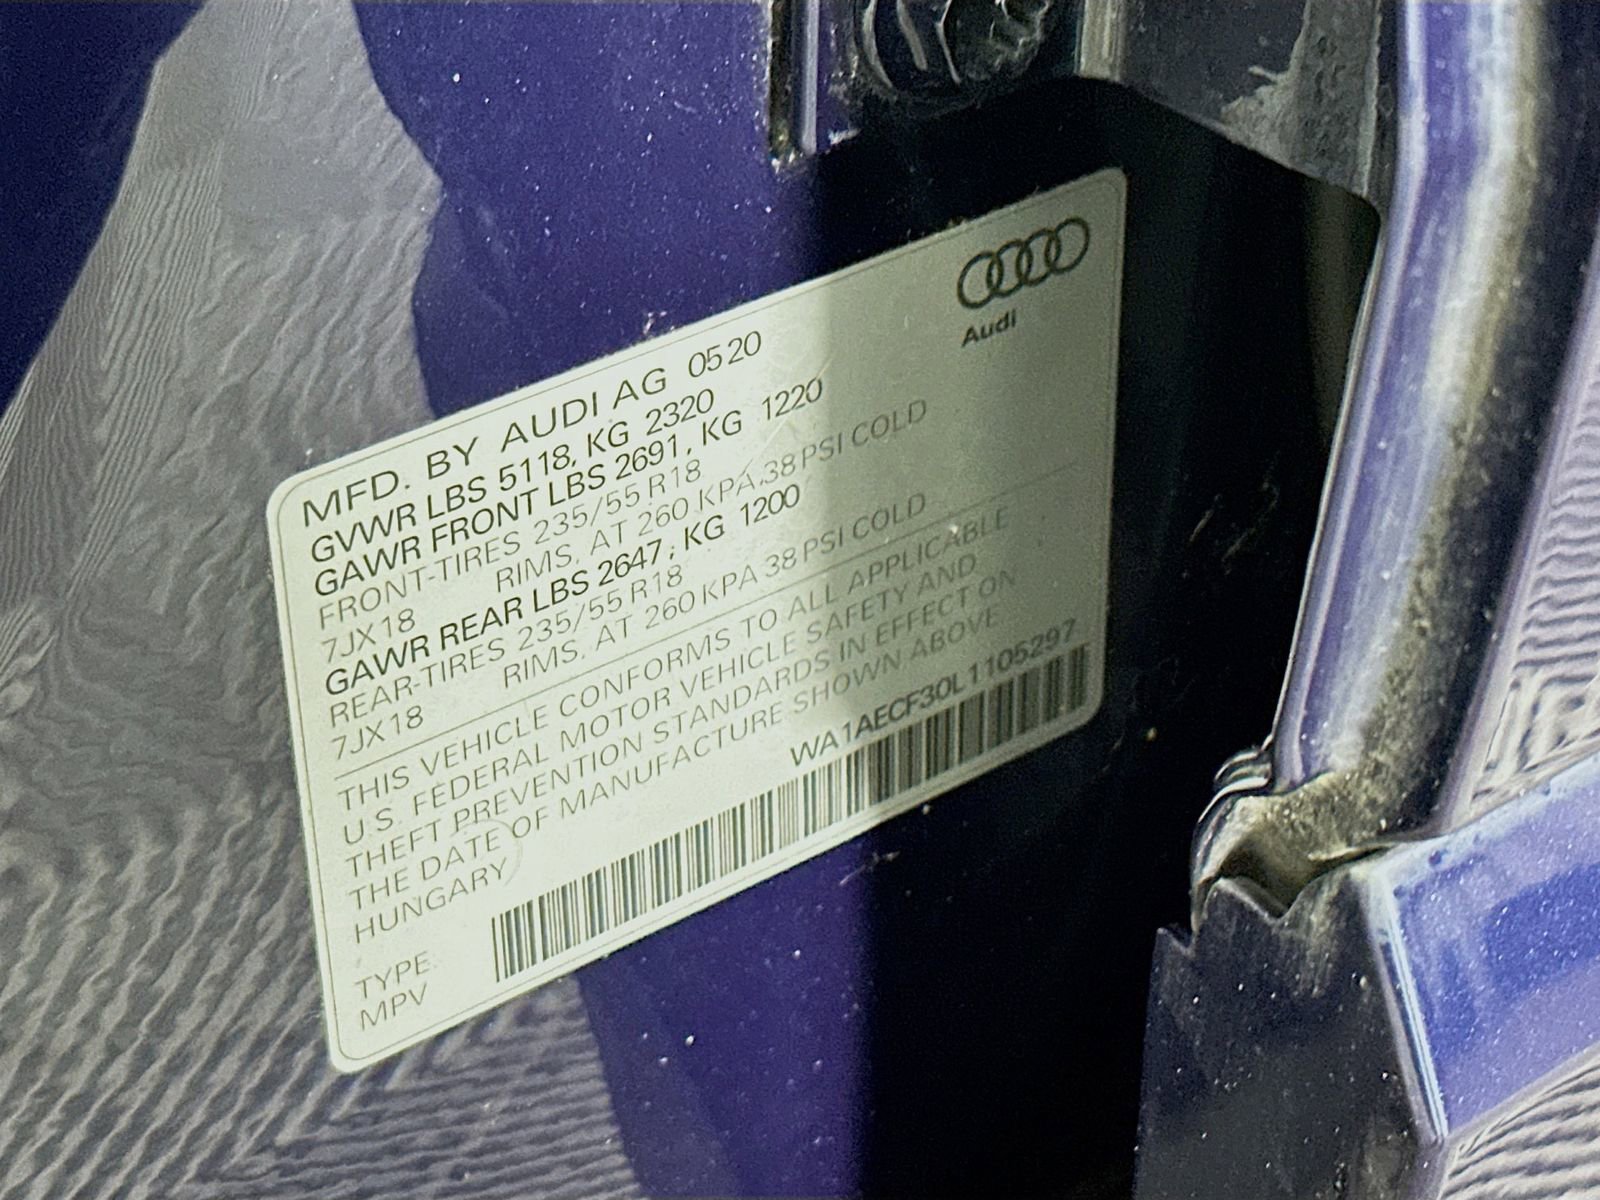 Audi
MFD. BY AUDI AG 0520
GVWR LBS 5118, KG 2320
GAWR FRONT LBS 2691, KG 1220
FRONT-TIRES 235/55 R18
7JX18 RIMS, AT 260 KPA,38 PSI COLD
GAWR REAR LBS 2647, KG 1200
REAR-TIRES 235/55 R18
7JX18 RIMS, AT 260 KPA 38 PSI COLD
THIS VEHICLE CONFORMS TO ALL APPLICABLE
U.S. FEDERAL MOTOR VEHICLE SAFETY AND
THEFT PREVENTION STANDARDS IN EFFECT ON
THE DATE OF MANUFACTURE SHOWN ABOVE
HUNGARY
WA1AECF30L1105297
TYPE:
MPV